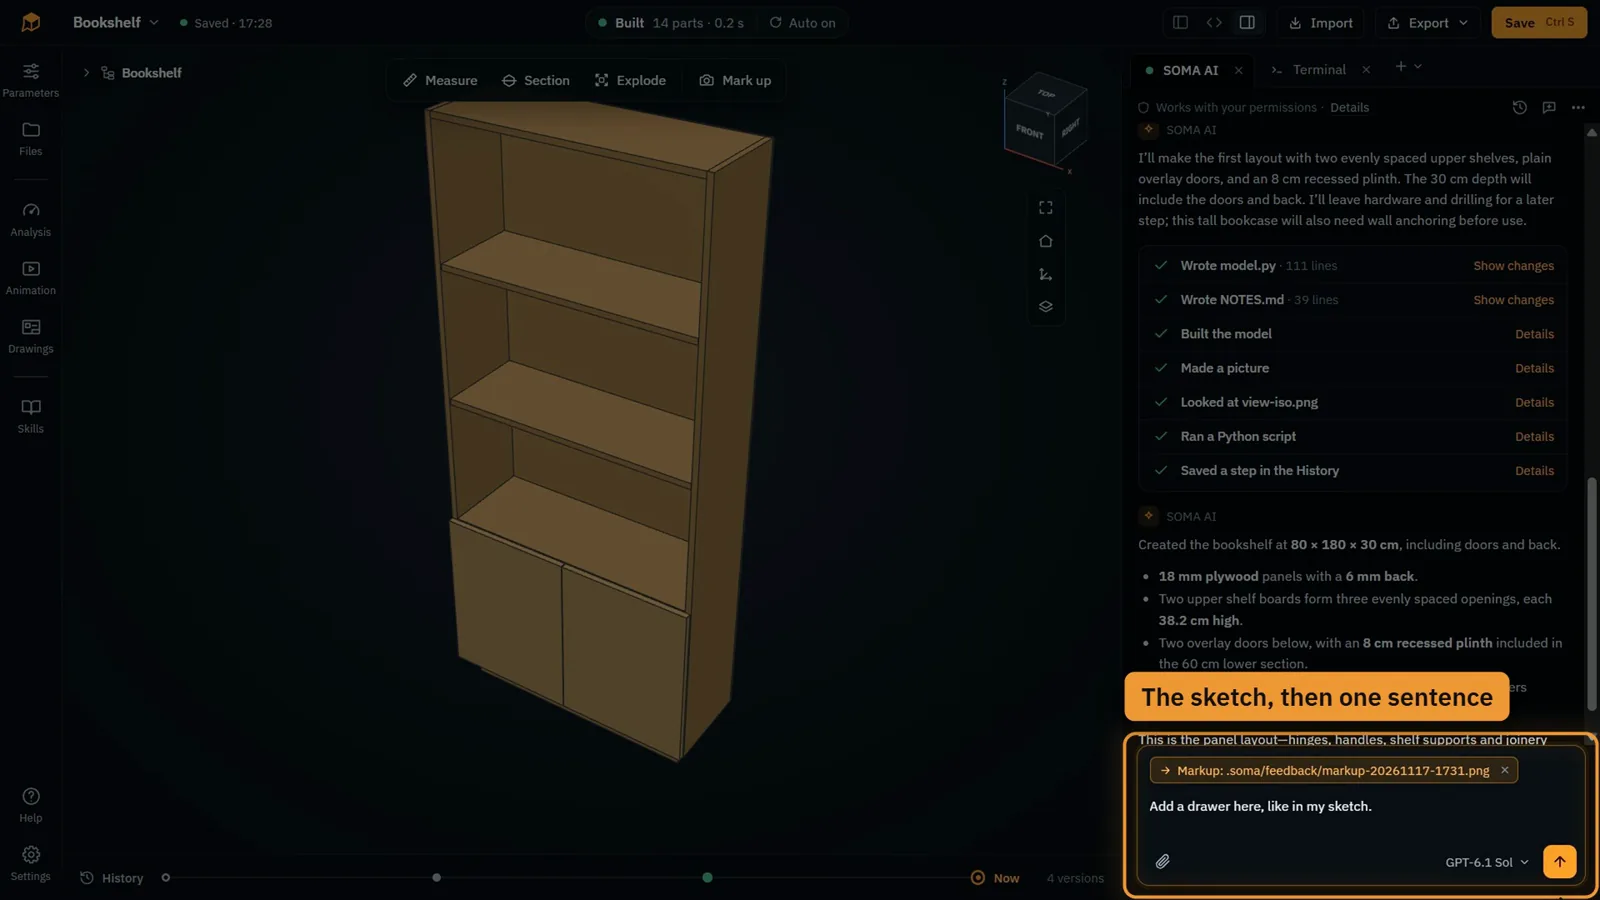 Bookshelf
Saved · 17:28
Built 14 parts · 0.2 s Auto on
Import
Export
Save Ctrl S
Parameters
Files
Analysis
Animation
Drawings
Skills
Help
Settings
Bookshelf
Measure
Section
Explode
Mark up
Z
TOP
FRONT
RIGHT
X
SOMA AI
Terminal
Works with your permissions · Details
SOMA AI
I'll make the first layout with two evenly spaced upper shelves, plain
overlay doors, and an 8 cm recessed plinth. The 30 cm depth will
include the doors and back. I'll leave hardware and drilling for a later
step; this tall bookcase will also need wall anchoring before use.
Wrote model.py · 111 lines Show changes
Wrote NOTES.md · 39 lines Show changes
Built the model Details
Made a picture Details
Looked at view-iso.png Details
Ran a Python script Details
Saved a step in the History Details
SOMA AI
Created the bookshelf at 80 × 180 × 30 cm, including doors and back.
• 18 mm plywood panels with a 6 mm back.
• Two upper shelf boards form three evenly spaced openings, each
38.2 cm high.
• Two overlay doors below, with an 8 cm recessed plinth included in
the 60 cm lower section.
The sketch, then one sentence
This is the panel layout—hinges, handles, shelf supports and joinery
Markup: .soma/feedback/markup-20261117-1731.png
Add a drawer here, like in my sketch.
GPT-6.1 Sol
History
Now
4 versions